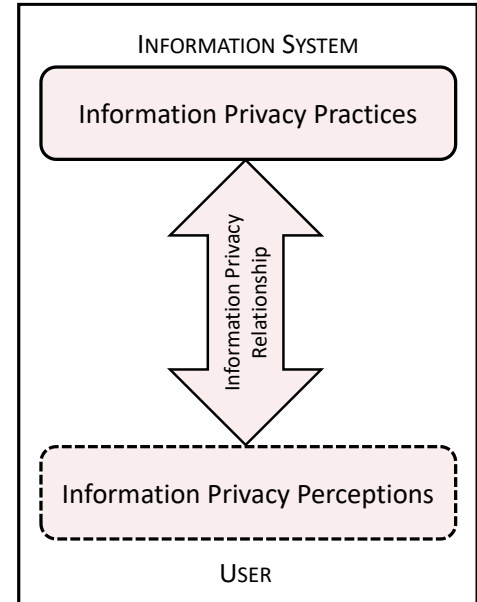 INFORMATION SYSTEM
Information Privacy Practices
Information Privacy
Relationship
Information Privacy Perceptions
USER